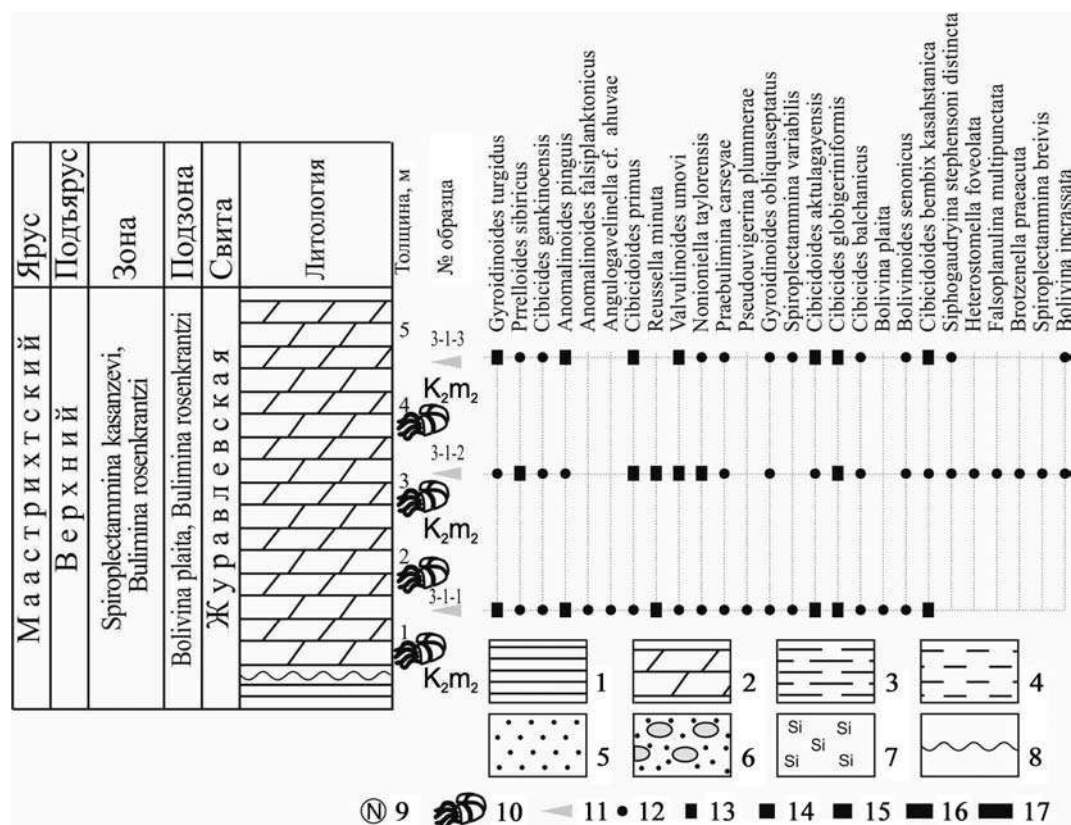 Ярус
Подъярус
Зона
Подзона
Свита
Литология
Толщина, м
№ образца
Gyroidinoides turgidus
Prrelloides sibiricus
Cibicides gankinoensis
Anomalinoides pinguis
Anomalinoides falsiplanktonicus
Angulogavelinella cf. ahuvae
Cibicidoides primus
Reussella minuta
Valvulinoides umovi
Nonioniella taylorensis
Praebulimina carseyae
Pseudouvigerina plummerae
Gyroidinoides obliquaseptatus
Spiroplectammina variabilis
Cibicidoides aktulagayensis
Cibicides globigeriniformis
Cibicides balchanicus
Bolivina plaita
Bolivinoides senonicus
Cibicidoides bembix kasahstanica
Siphogaudryina stephensoni distincta
Heterostomella foveolata
Falsoplanulina multipunctata
Brotzenella praeacuta
Spiroplectammina breivis
Bolivina incrassata
Маастрихтский
Верхний
Spiroplectammina kasanzevi,
Bulimina rosenkrantzi
Bolivina plaita, Bulimina rosenkrantzi
Журавлевская
5
3-1-3
K₂m₂
4
3-1-2
3
K₂m₂
2
3-1-1
1
K₂m₂
1 2 3 4
Si Si
Si
Si Si
5 6 7 8
N 9 10 11 12 13 14 15 16 17